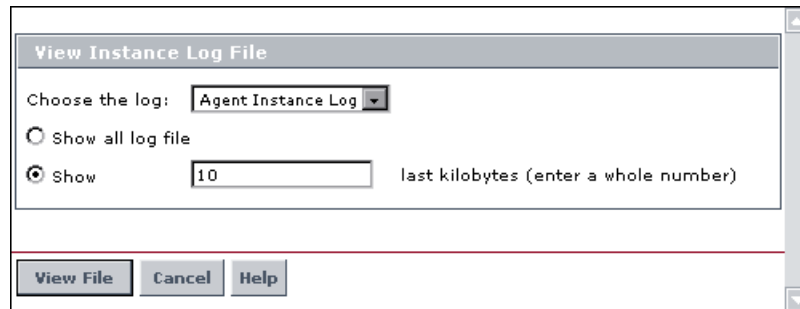 View Instance Log File
Choose the log: Agent Instance Log
Show all log file
Show 10 last kilobytes (enter a whole number)
View File Cancel Help